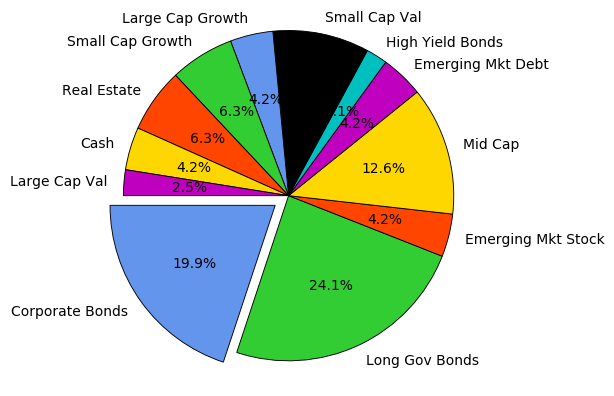 Large Cap Growth
Small Cap Val
Small Cap Growth
High Yield Bonds
Emerging Mkt Debt
Real Estate
4.2%
6.3%
4.2%
6.3%
Cash
Mid Cap
4.2%
12.6%
Large Cap Val
2.5%
4.2%
Emerging Mkt Stock
19.9%
24.1%
Corporate Bonds
Long Gov Bonds